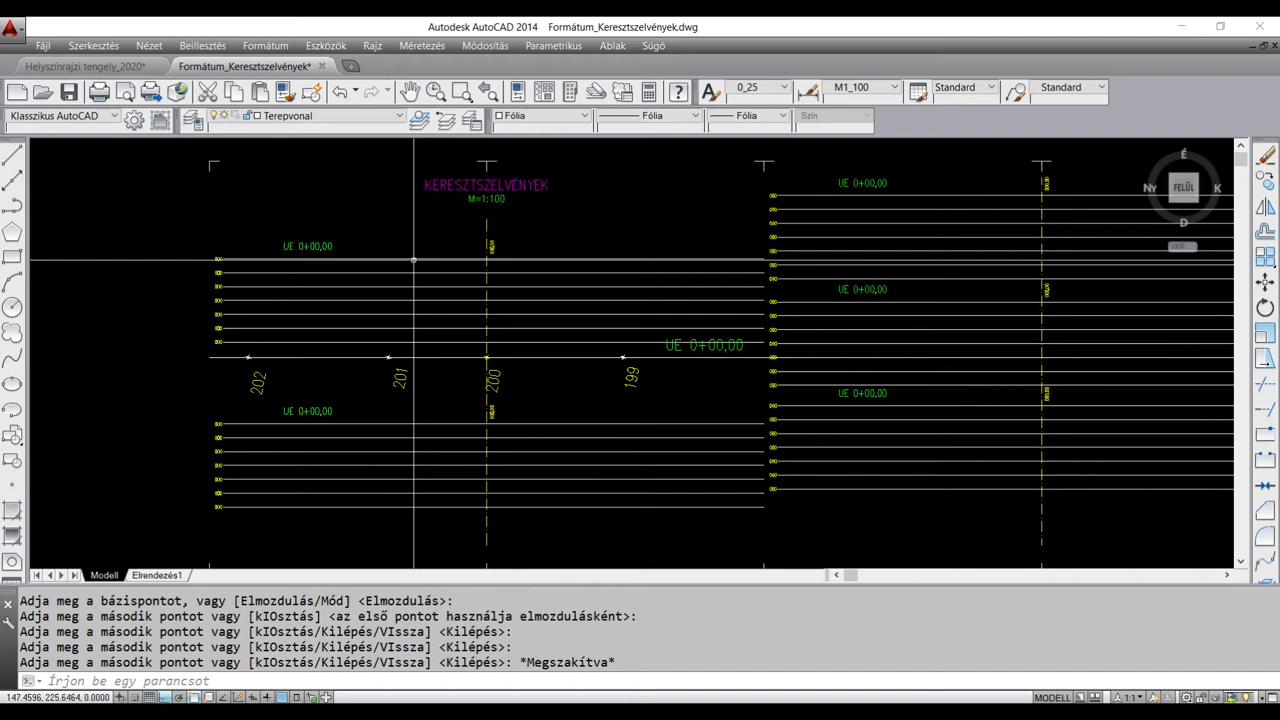 Autodesk AutoCAD 2014 Formátum_Keresztszelvények.dwg
Fájl Szerkesztés Nézet Beillesztés Formátum Eszközök Rajz Méretezés Módosítás Parametrikus Ablak Súgó
Helyszínrajzi tengely_2020* Formátum_Keresztszelvények*
0_25 M1_100 Standard Standard
Klasszikus AutoCAD Terepvonal Fólia Fólia Fólia Szín
KERESZTSZELVÉNYEK
M=1:100
UE 0+00,00
UE 0+00,00
UE 0+00,00
UE 0+00,00
202 201 200 199
UE 0+00,00
UE 0+00,00
É
Ny FELÜL K
D
VKR
Modell Elrendezés1
Adja meg a bázispontot, vagy [Elmozdulás/Mód] <Elmozdulás>:
Adja meg a második pontot vagy [kIOsztás] <az első pontot használja elmozdulásként>:
Adja meg a második pontot vagy [kIOsztás/Kilépés/VIssza] <Kilépés>:
Adja meg a második pontot vagy [kIOsztás/Kilépés/VIssza] <Kilépés>:
Adja meg a második pontot vagy [kIOsztás/Kilépés/VIssza] <Kilépés>: *Megszakítva*
Írjon be egy parancsot
147.4596, 225.6464, 0.0000 MODELL 1:1